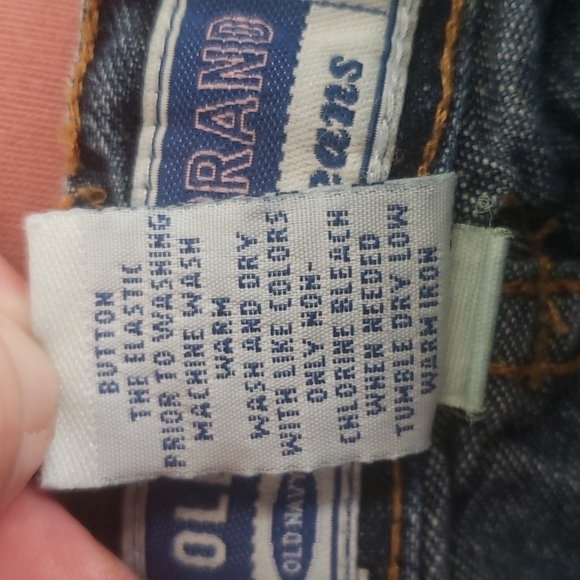 BUTTON
THE ELASTIC
PRIOR TO WASHING
MACHINE WASH
WARM
WASH AND DRY
WITH LIKE COLORS
ONLY NON-
CHLORINE BLEACH
WHEN NEEDED
TUMBLE DRY LOW
WARM IRON
OL
RAND
eans
OLD NAVY